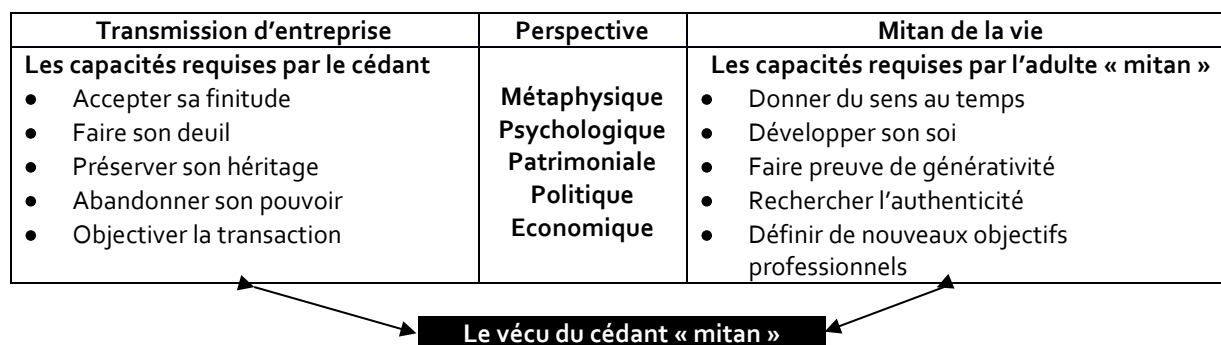 Transmission d’entreprise
Perspective
Mitan de la vie
Les capacités requises par le cédant
● Accepter sa finitude
● Faire son deuil
● Préserver son héritage
● Abandonner son pouvoir
● Objectiver la transaction
Métaphysique
Psychologique
Patrimoniale
Politique
Economique
Les capacités requises par l’adulte « mitan »
● Donner du sens au temps
● Développer son soi
● Faire preuve de générativité
● Rechercher l’authenticité
● Définir de nouveaux objectifs
professionnels
Le vécu du cédant « mitan »